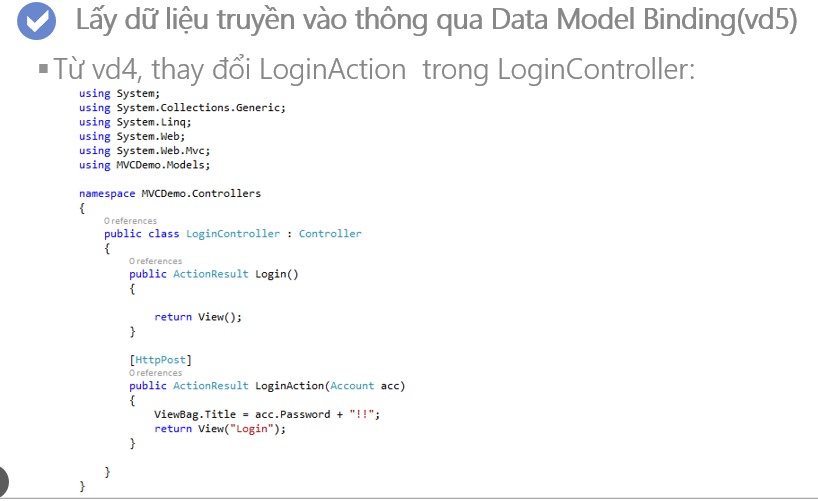 Lấy dữ liệu truyền vào thông qua Data Model Binding(vd5)
Từ vd4, thay đổi LoginAction trong LoginController:
using System;
using System.Collections.Generic;
using System.Linq;
using System.Web;
using System.Web.Mvc;
using MVCDemo.Models;
namespace MVCDemo.Controllers
{
0 references
public class LoginController : Controller
{
0 references
public ActionResult Login()
{
return View();
}
[HttpPost]
0 references
public ActionResult LoginAction(Account acc)
{
ViewBag.Title = acc.Password + "!!";
return View("Login");
}
}
}